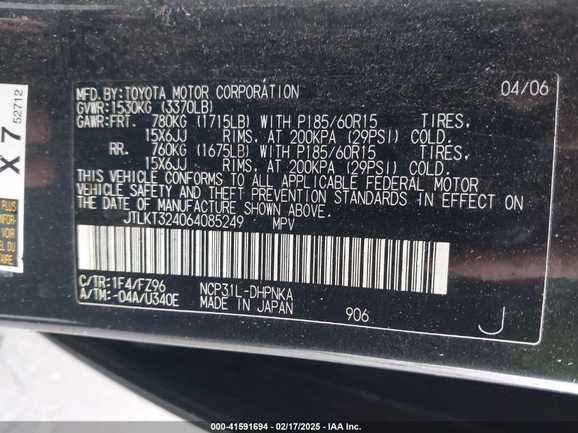 MFD.BY:TOYOTA MOTOR CORPORATION 04/06
GVWR:1530KG (3370LB)
GAWR:FRT. 780KG (1715LB) WITH P185/60R15 TIRES,
15X6JJ RIMS, AT 200KPA (29PSI) COLD.
RR. 760KG (1675LB) WITH P185/60R15 TIRES,
15X6JJ RIMS, AT 200KPA (29PSI) COLD.
THIS VEHICLE CONFORMS TO ALL APPLICABLE FEDERAL MOTOR
VEHICLE SAFETY AND THEFT PREVENTION STANDARDS IN EFFECT ON
THE DATE OF MANUFACTURE SHOWN ABOVE.
JTLKT324064085249 MPV
C/TR:1F4/FZ96 NCP31L-DHPNKA
A/TM:-04A/U340E MADE IN JAPAN 906 J
X 7 52712
PLUS
VOIR
000-41591694 - 02/17/2025 - IAA Inc.